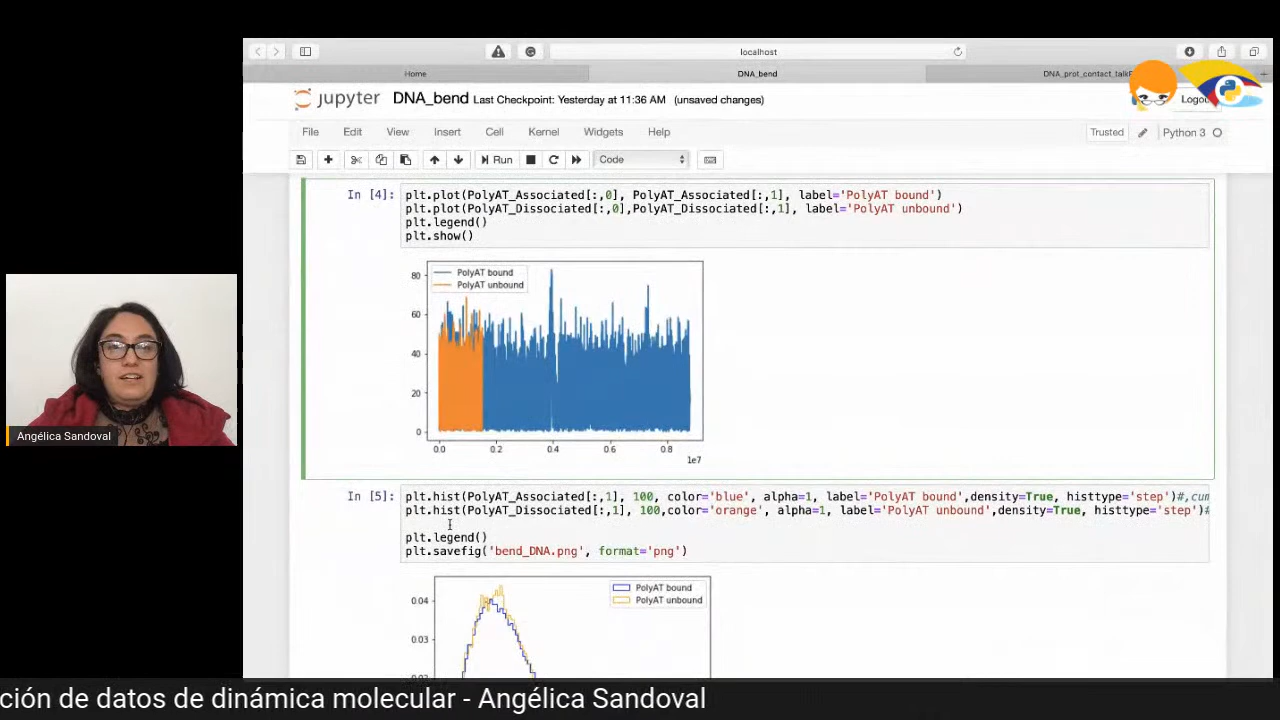 localhost
Home
DNA_bend
DNA_prot_contact_talk
jupyter DNA_bend Last Checkpoint: Yesterday at 11:36 AM (unsaved changes)
File Edit View Insert Cell Kernel Widgets Help
Trusted
Python 3
Run
Code
In [4]: plt.plot(PolyAT_Associated[:,0], PolyAT_Associated[:,1], label='PolyAT bound')
plt.plot(PolyAT_Dissociated[:,0],PolyAT_Dissociated[:,1], label='PolyAT unbound')
plt.legend()
plt.show()
PolyAT bound
PolyAT unbound
80
60
40
20
0
0.0 0.2 0.4 0.6 0.8
1e7
Angélica Sandoval
In [5]: plt.hist(PolyAT_Associated[:,1], 100, color='blue', alpha=1, label='PolyAT bound',density=True, histtype='step')#,cum
plt.hist(PolyAT_Dissociated[:,1], 100,color='orange', alpha=1, label='PolyAT unbound',density=True, histtype='step')#
plt.legend()
plt.savefig('bend_DNA.png', format='png')
PolyAT bound
PolyAT unbound
0.04
0.03
ción de datos de dinámica molecular - Angélica Sandoval